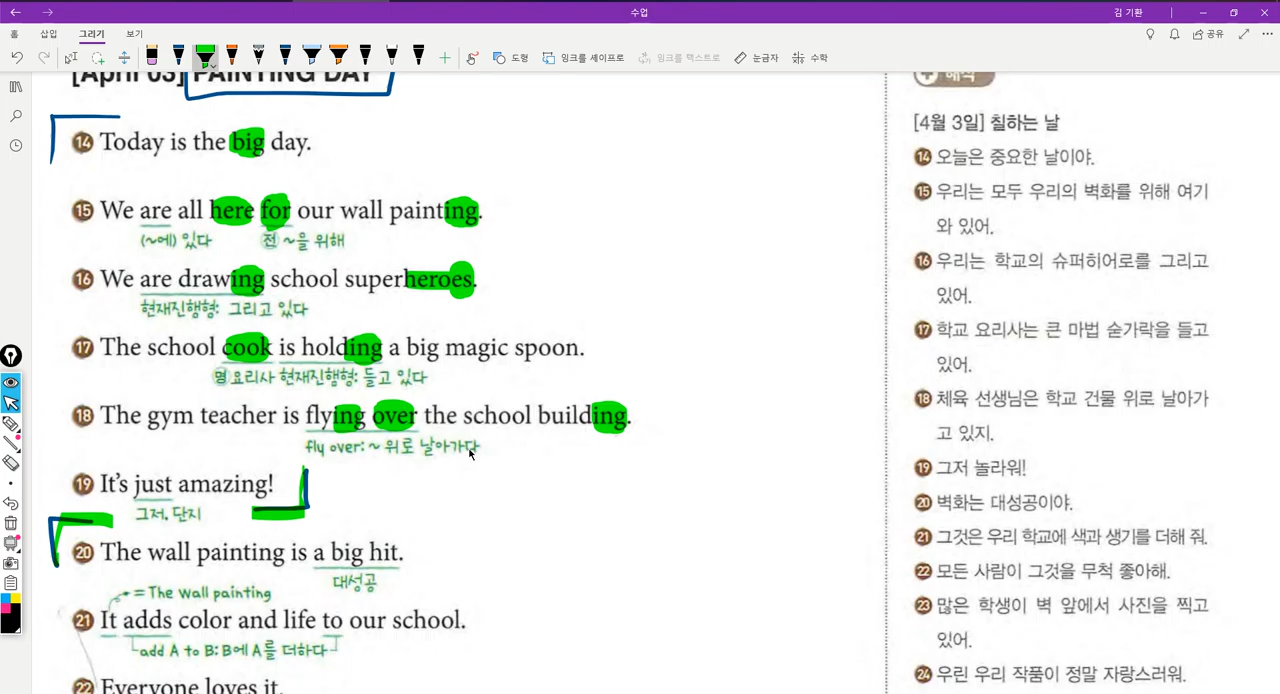 수업
김 기환
홈 삽입 그리기 보기
공유
도형
잉크를 셰이프로
잉크를 텍스트로
눈금자
수학
[April 03] PAINTING DAY
14 Today is the big day.
15 We are all here for our wall painting.
(~에) 있다 전 ~을 위해
16 We are drawing school superheroes.
현재진행형: 그리고 있다
17 The school cook is holding a big magic spoon.
명 요리사 현재진행형: 들고 있다
18 The gym teacher is flying over the school building.
fly over: ~ 위로 날아가다
19 It's just amazing!
그저, 단지
20 The wall painting is a big hit.
대성공
= The wall painting
21 It adds color and life to our school.
add A to B: B에 A를 더하다
22 Everyone loves it.
해석
[4월 3일] 칠하는 날
14 오늘은 중요한 날이야.
15 우리는 모두 우리의 벽화를 위해 여기
와 있어.
16 우리는 학교의 슈퍼히어로를 그리고
있어.
17 학교 요리사는 큰 마법 숟가락을 들고
있어.
18 체육 선생님은 학교 건물 위로 날아가
고 있지.
19 그저 놀라워!
20 벽화는 대성공이야.
21 그것은 우리 학교에 색과 생기를 더해 줘.
22 모든 사람이 그것을 무척 좋아해.
23 많은 학생이 벽 앞에서 사진을 찍고
있어.
24 우린 우리 작품이 정말 자랑스러워.